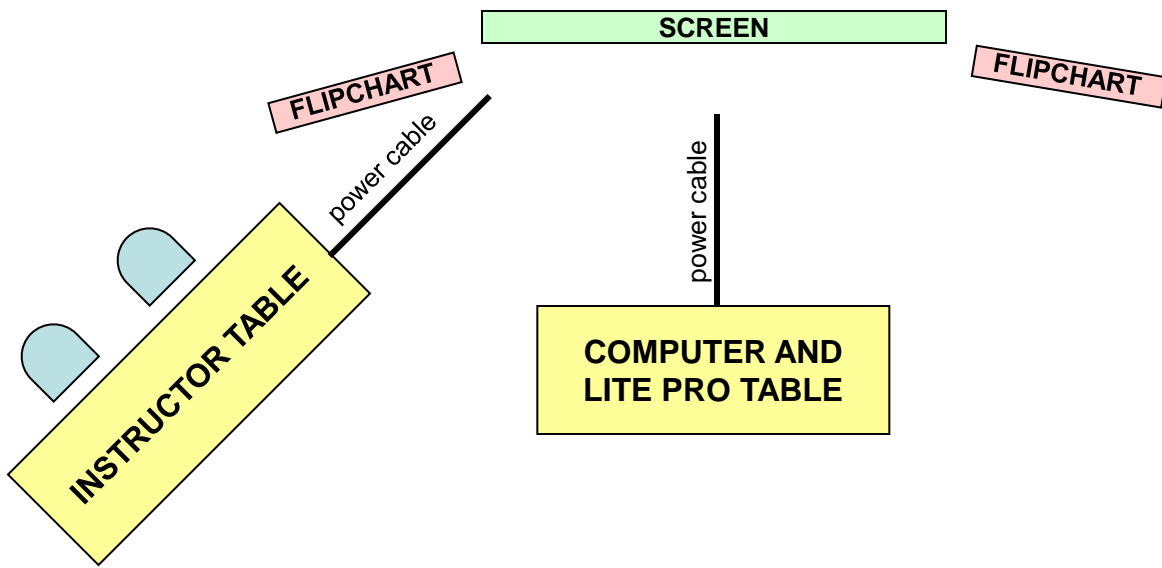 SCREEN
FLIPCHART
FLIPCHART
power cable
power cable
INSTRUCTOR TABLE
COMPUTER AND
LITE PRO TABLE